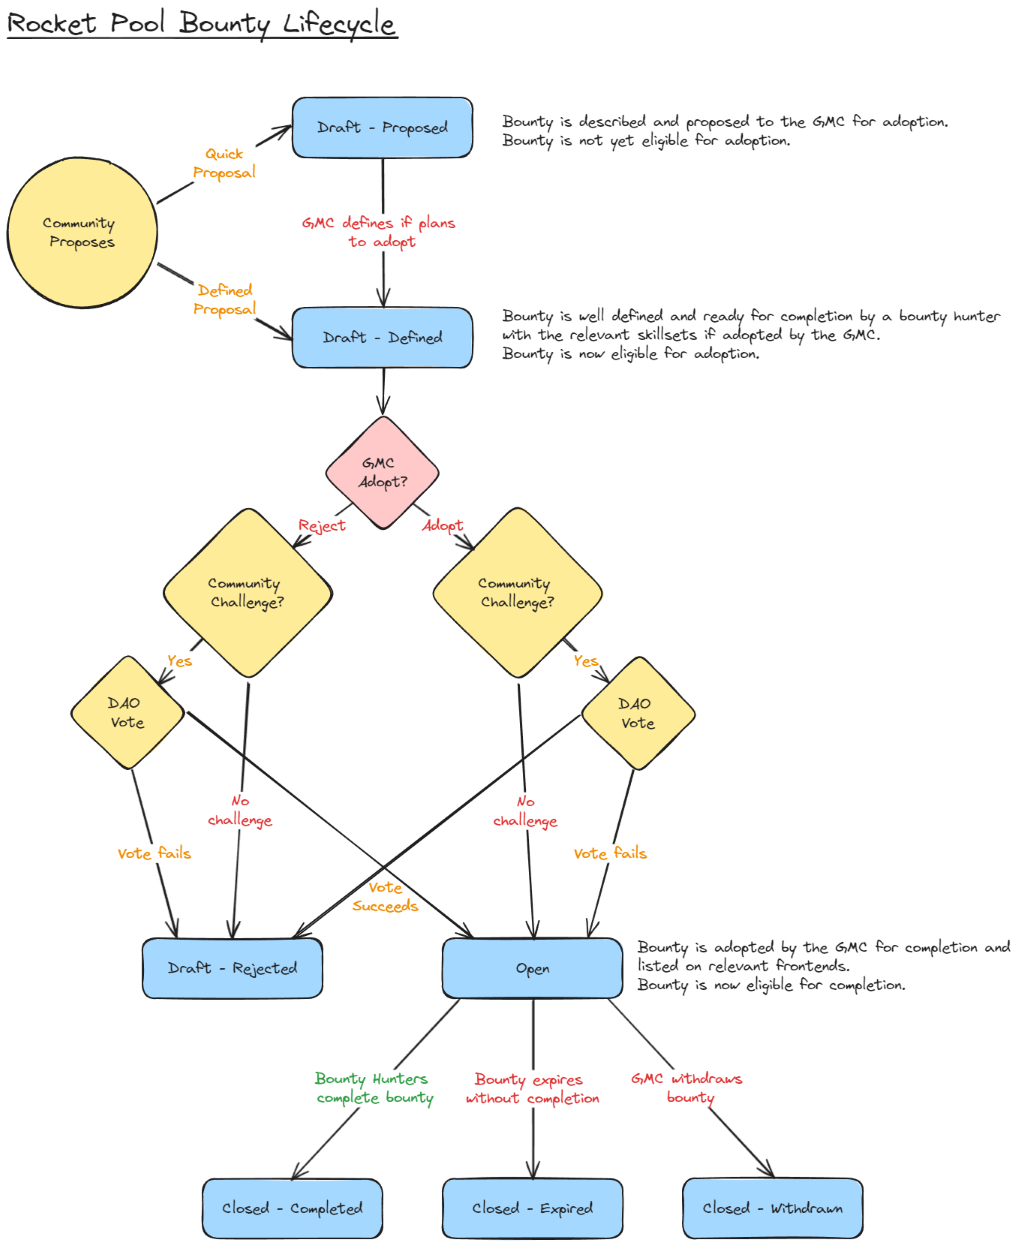 Rocket Pool Bounty Lifecycle
Draft - Proposed
Bounty is described and proposed to the GMC for adoption.
Bounty is not yet eligible for adoption.
Quick
Proposal
Community
Proposes
GMC defines if plans
to adopt
Defined
Proposal
Draft - Defined
Bounty is well defined and ready for completion by a bounty hunter
with the relevant skillsets if adopted by the GMC.
Bounty is now eligible for adoption.
GMC
Adopt?
Reject
Adopt
Community
Challenge?
Community
Challenge?
Yes
Yes
DAO
Vote
DAO
Vote
No
challenge
No
challenge
Vote fails
Vote fails
Vote
Succeeds
Draft - Rejected
Open
Bounty is adopted by the GMC for completion and
listed on relevant frontends.
Bounty is now eligible for completion.
Bounty Hunters
complete bounty
Bounty expires
without completion
GMC withdraws
bounty
Closed - Completed
Closed - Expired
Closed - Withdrawn